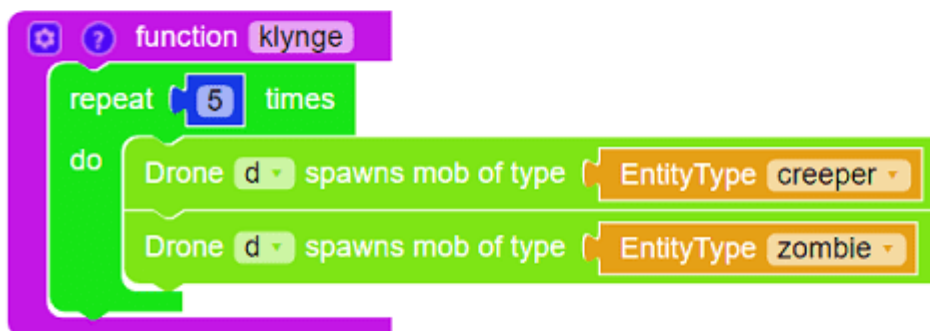 ? function klynge
repeat 5 times
do
Drone d spawns mob of type EntityType creeper
Drone d spawns mob of type EntityType zombie